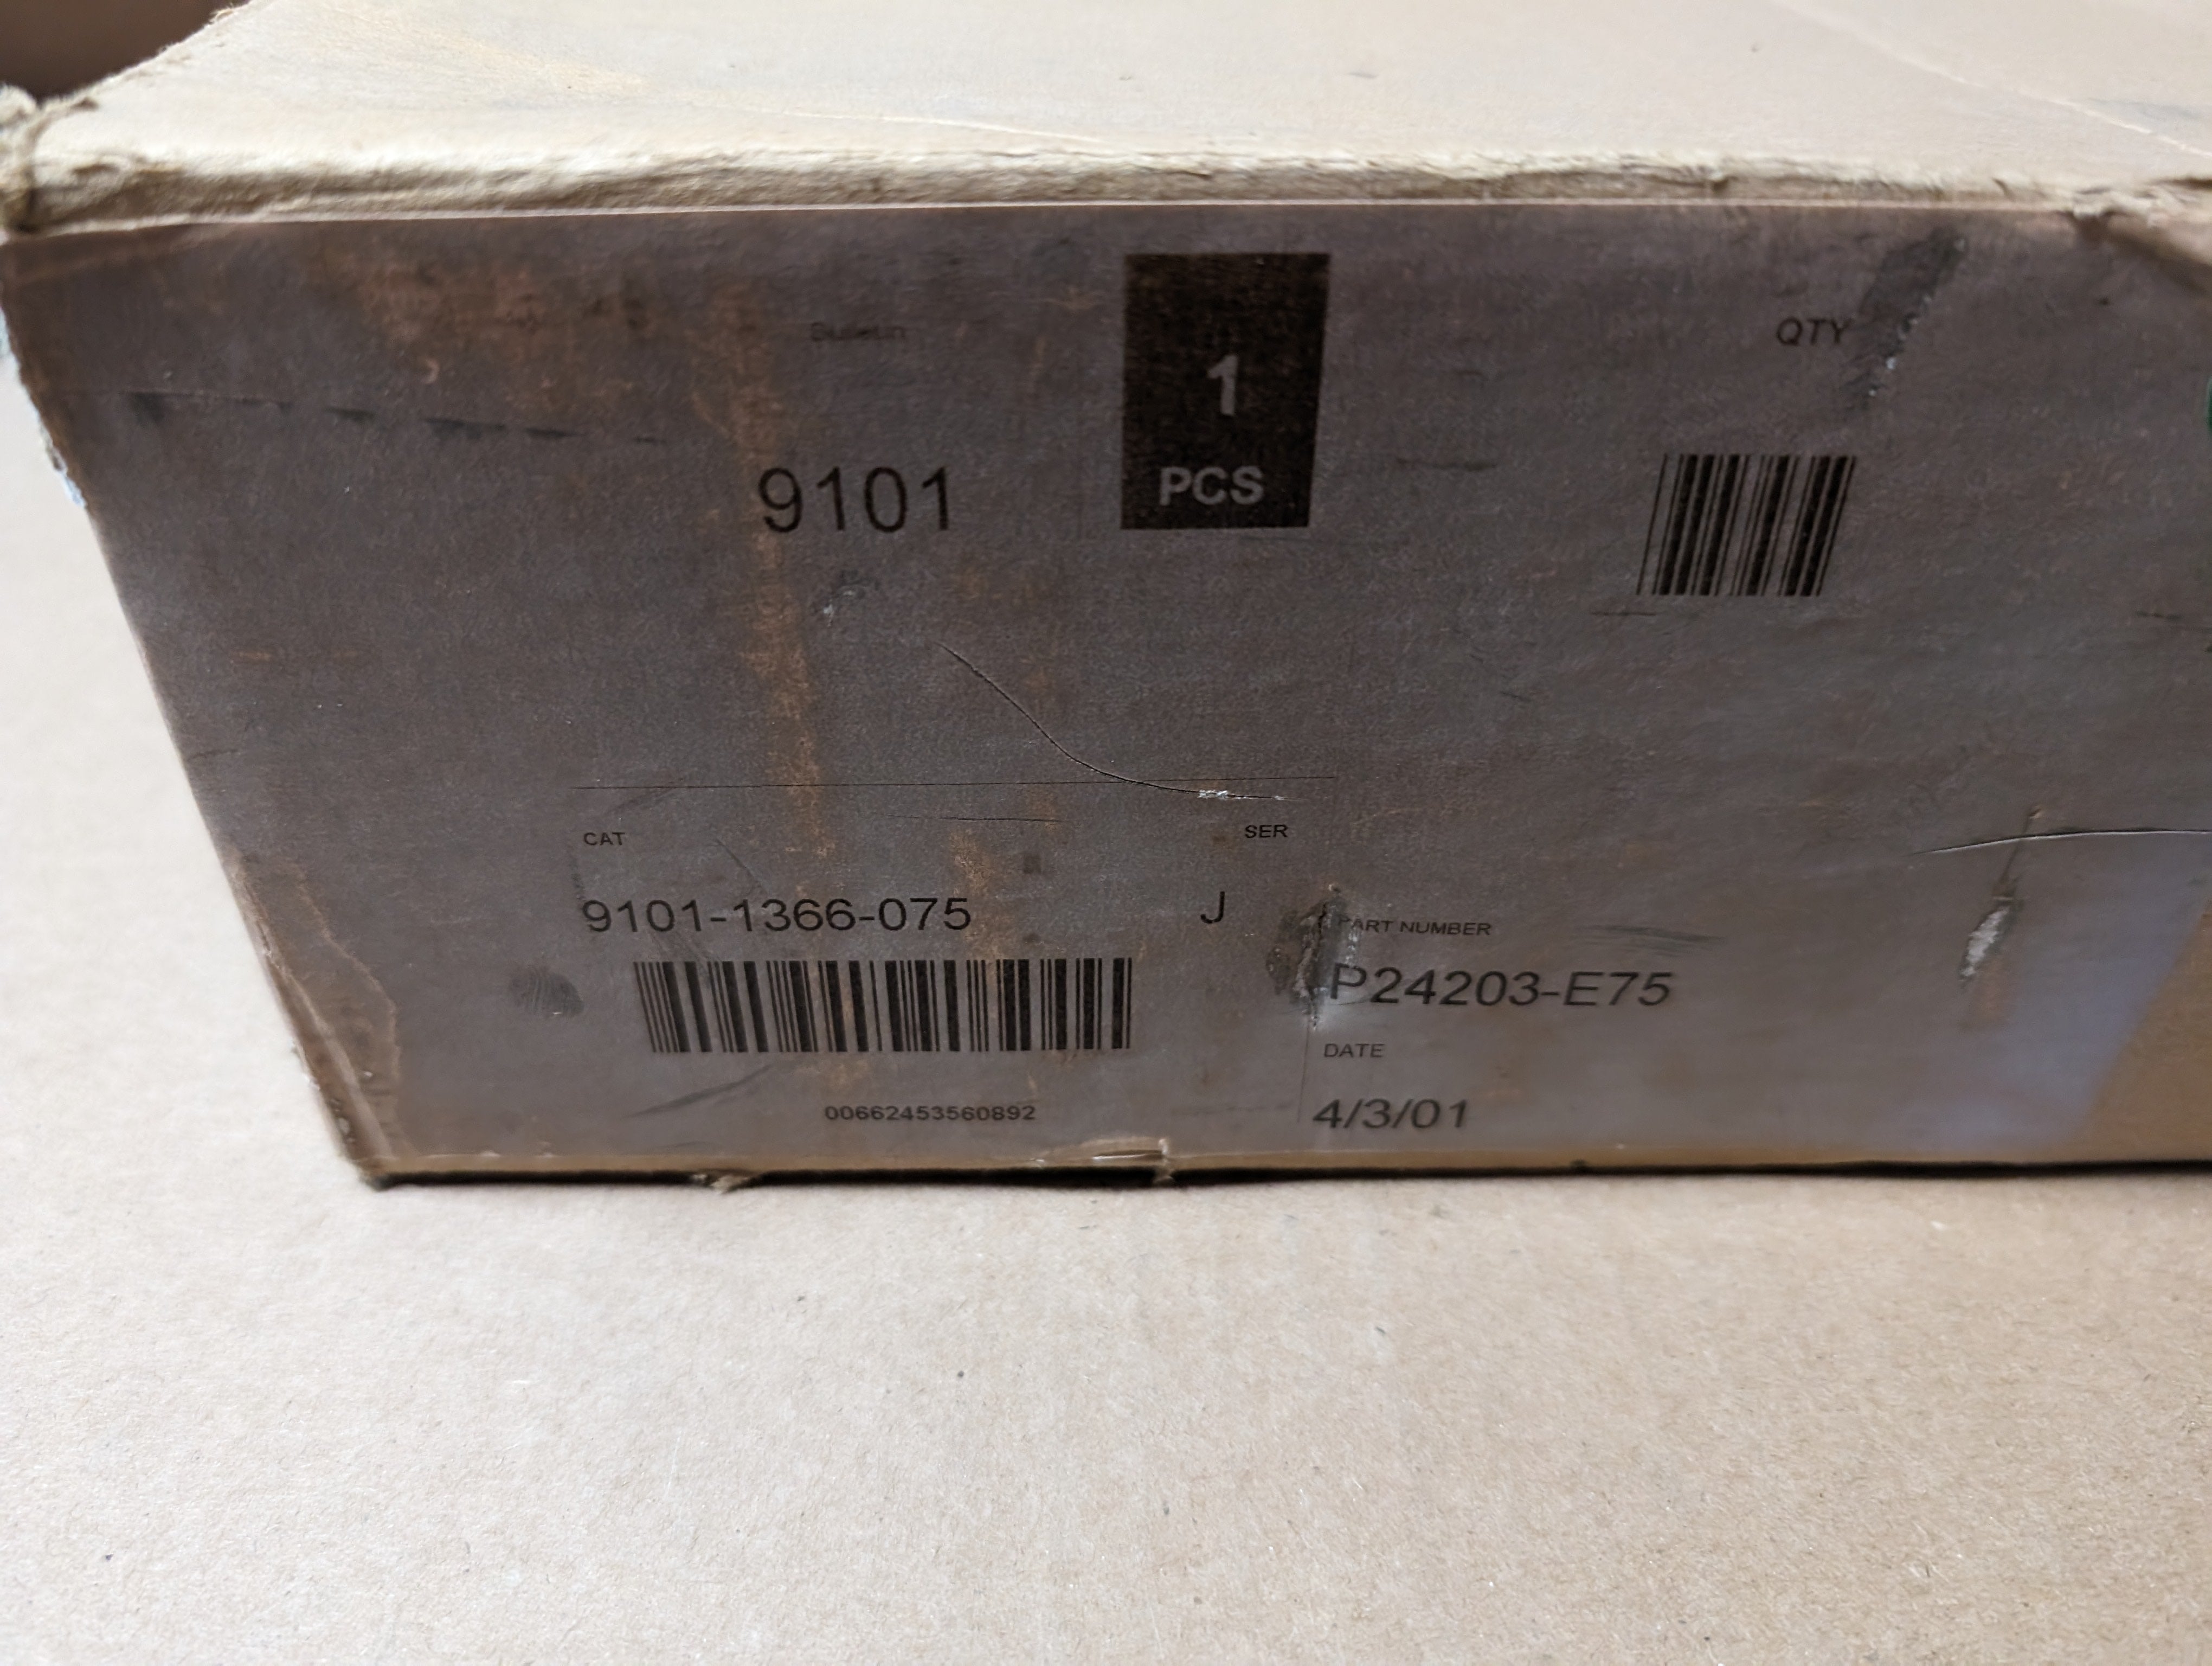 Bulletin
1
QTY
9101
PCS
CAT
SER
9101-1366-075
J
PART NUMBER
P24203-E75
DATE
00662453560892
4/3/01